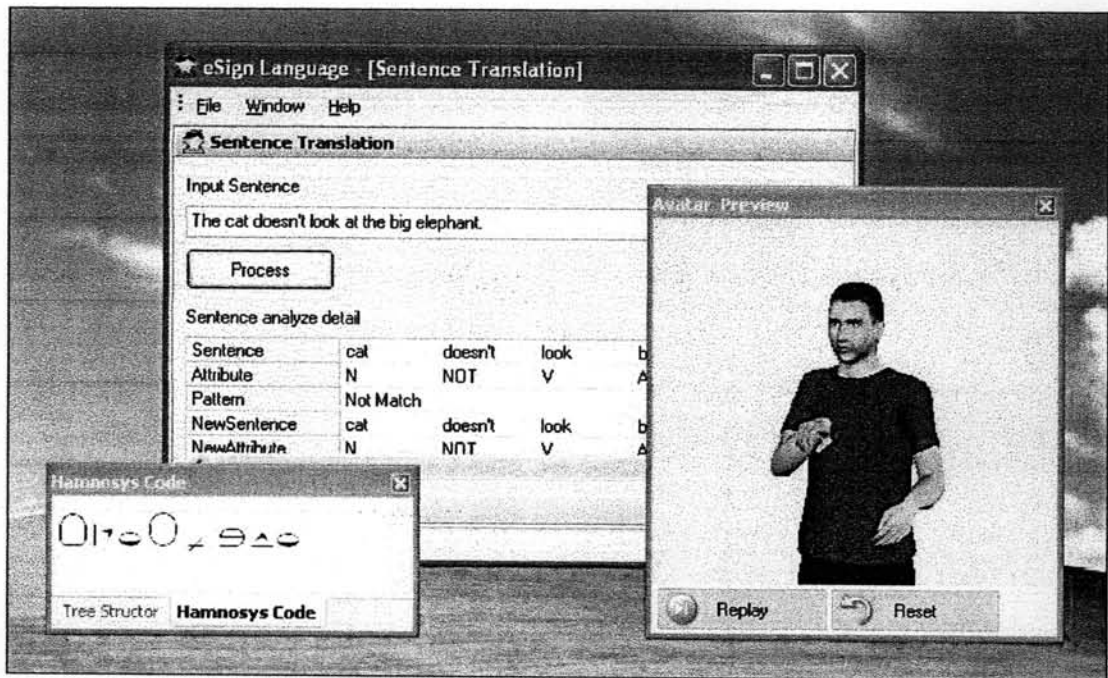 eSign Language - [Sentence Translation]
File Window Help
Sentence Translation
Input Sentence
The cat doesn't look at the big elephant.
Process
Sentence analyze detail
Sentence cat doesn't look b
Attribute N NOT V A
Pattern Not Match
NewSentence cat doesn't look b
NewAttribute N NOT V A
Avatar Preview
Replay Reset
Hamnosys Code
Tree Structor Hamnosys Code